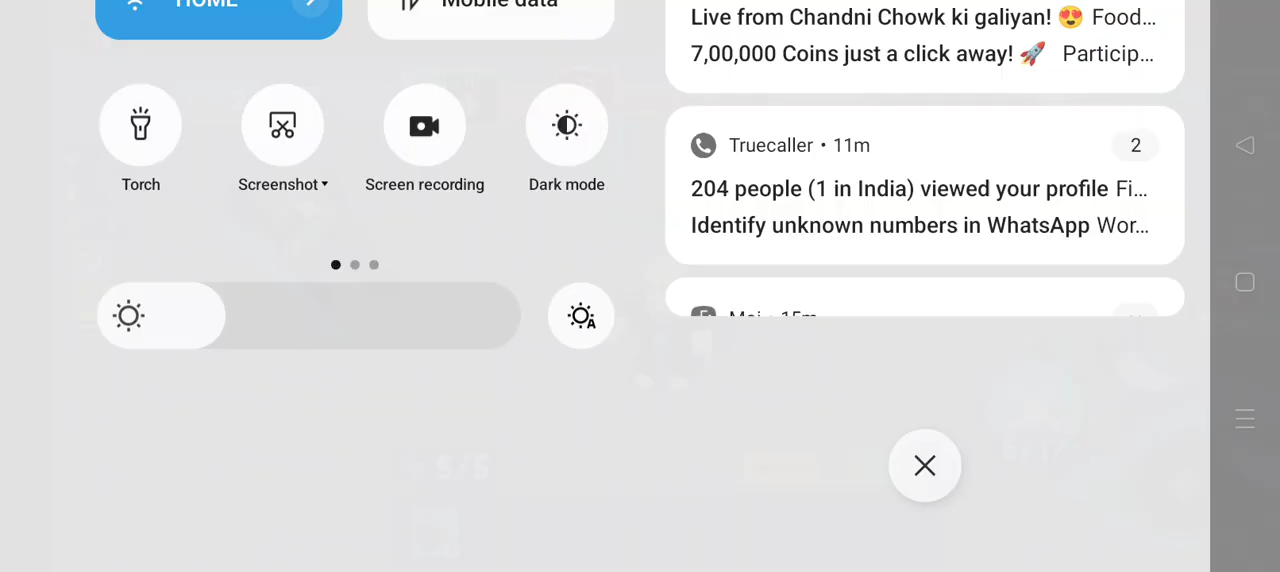 HOME
Mobile data
Torch
Screenshot
Screen recording
Dark mode
Live from Chandni Chowk ki galiyan! 😍 Food...
7,00,000 Coins just a click away! 🚀 Particip...
Truecaller • 11m
2
204 people (1 in India) viewed your profile Fi...
Identify unknown numbers in WhatsApp Wor...
5/5